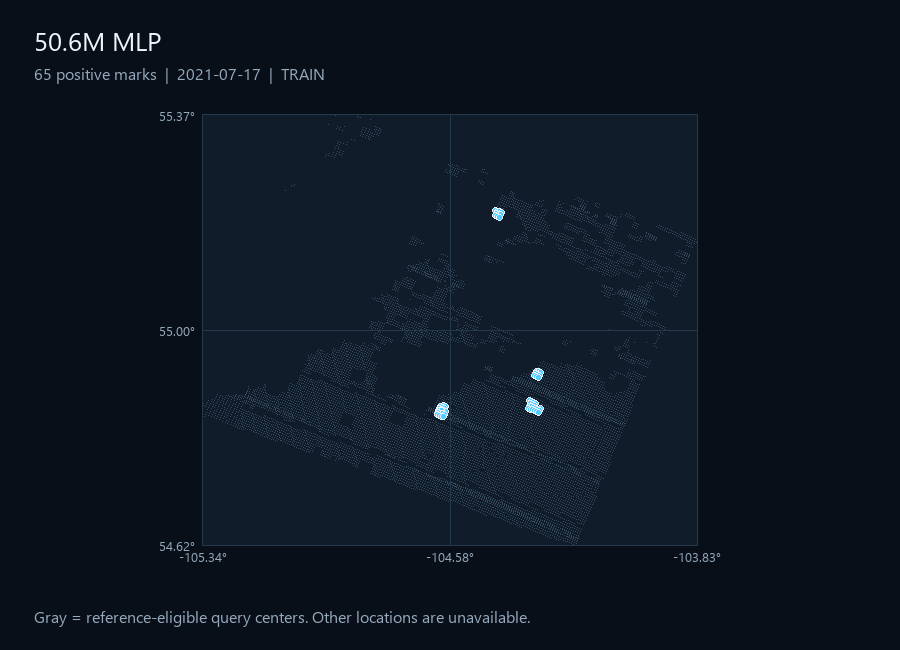 50.6M MLP
65 positive marks | 2021-07-17 | TRAIN
55.37°
55.00°
54.62°
-105.34°
-104.58°
-103.83°
Gray = reference-eligible query centers. Other locations are unavailable.